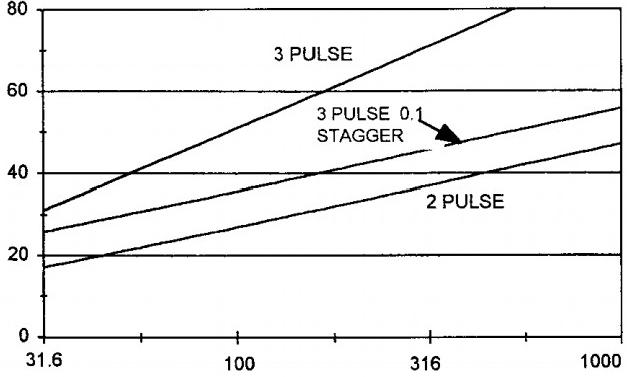 80
3 PULSE
60
3 PULSE 0.1
STAGGER
40
2 PULSE
20
0
31.6 100 316 1000